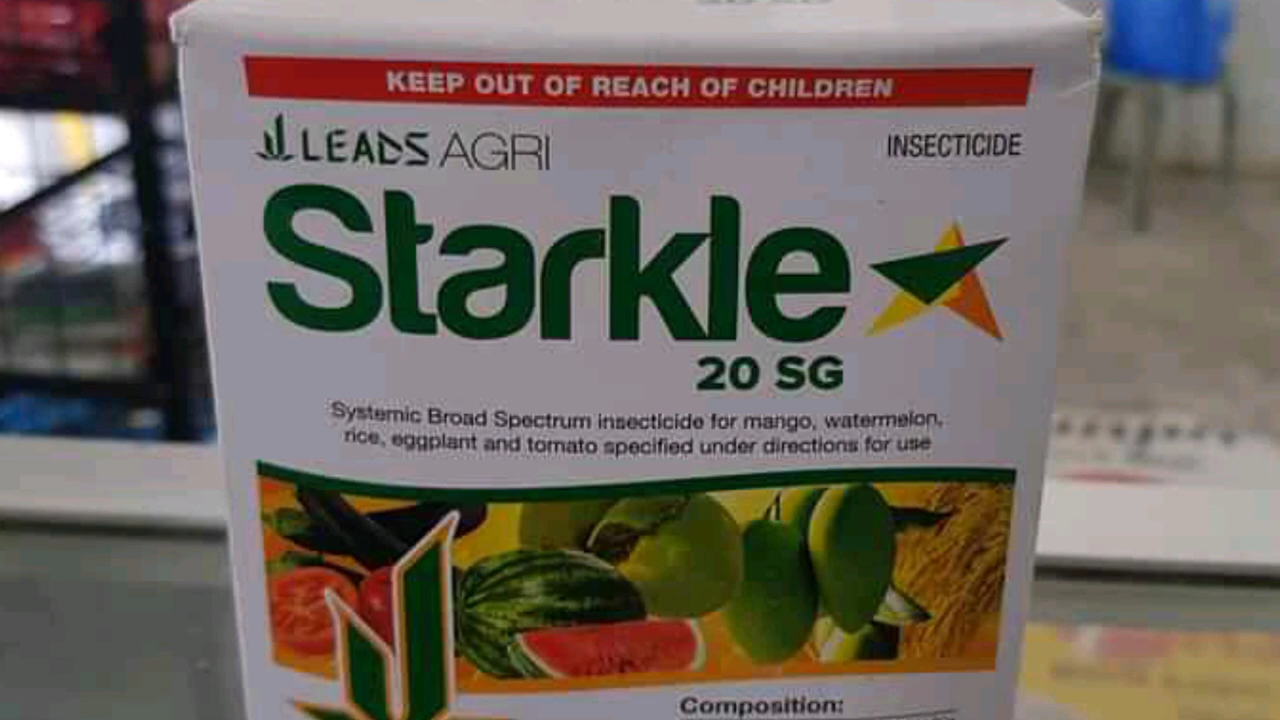 KEEP OUT OF REACH OF CHILDREN
LEADS AGRI
INSECTICIDE
Starkle
20 SG
Systemic Broad Spectrum insecticide for mango, watermelon,
rice, eggplant and tomato specified under directions for use
Composition: